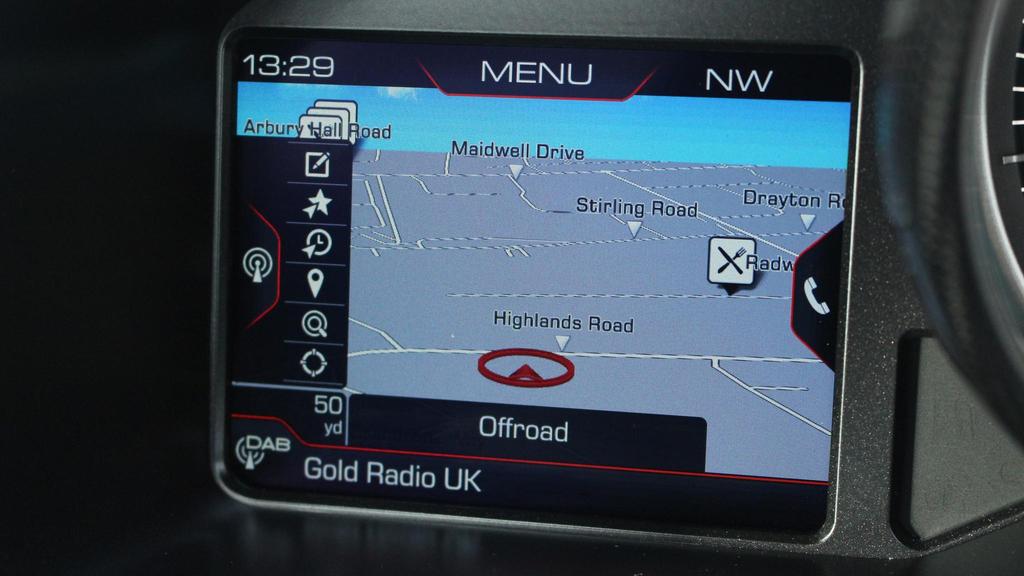 13:29 MENU NW
Arbury Hall Road
Maidwell Drive
Stirling Road
Drayton
Highlands Road
50
yd
Offroad
DAB
Gold Radio UK